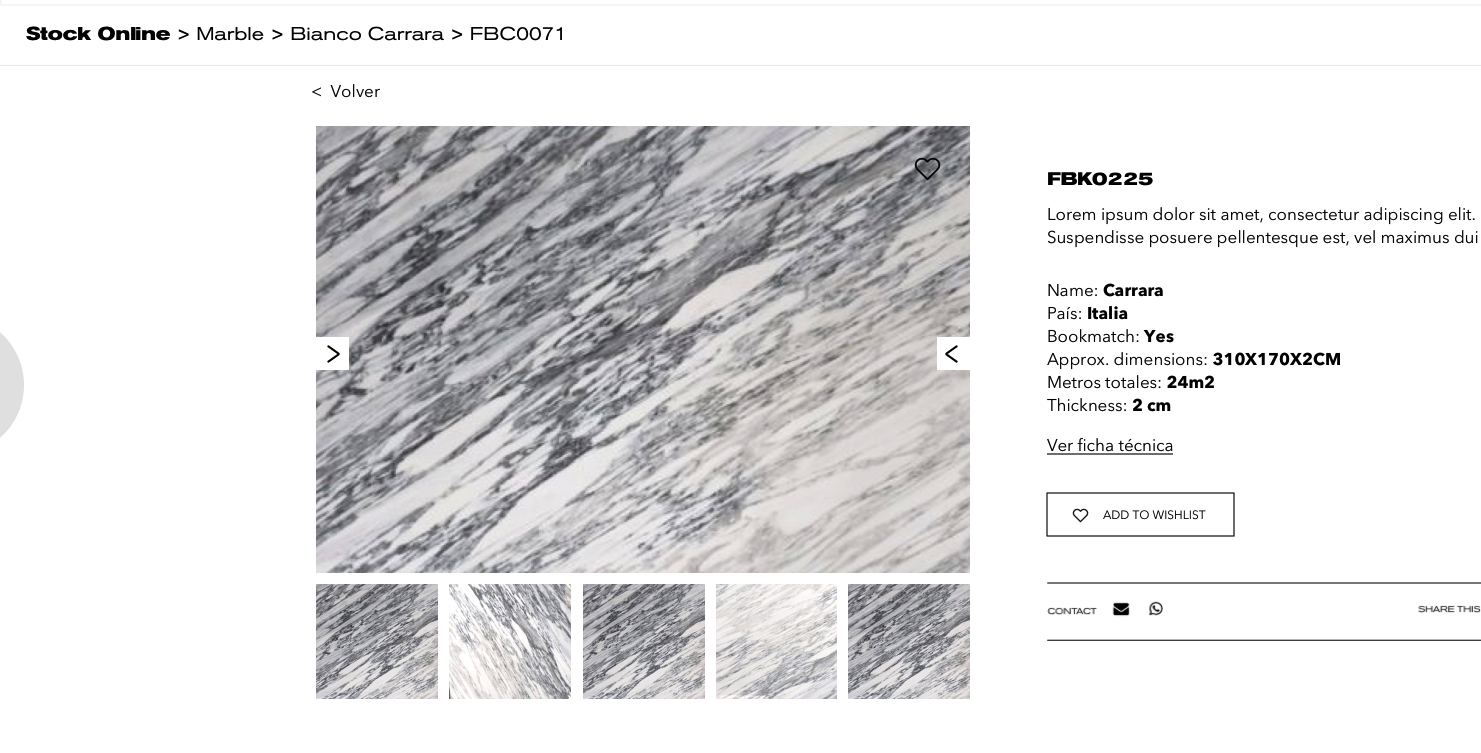 Stock Online > Marble > Bianco Carrara > FBC0071
< Volver
FBK0225
Lorem ipsum dolor sit amet, consectetur adipiscing elit.
Suspendisse posuere pellentesque est, vel maximus dui
Name: Carrara
País: Italia
Bookmatch: Yes
Approx. dimensions: 310X170X2CM
Metros totales: 24m2
Thickness: 2 cm
Ver ficha técnica
ADD TO WISHLIST
CONTACT
SHARE THIS